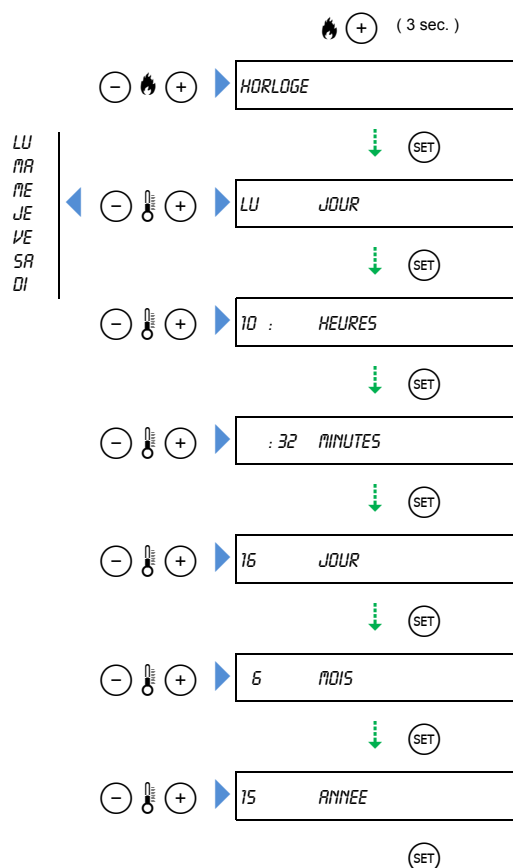 + ( 3 sec. )
− + HORLOGE
SET
LU
MA
ME
JE
VE
SA
DI
− + LU JOUR
SET
− + 10 : HEURES
SET
− + : 32 MINUTES
SET
− + 16 JOUR
SET
− + 6 MOIS
SET
− + 15 ANNEE
SET